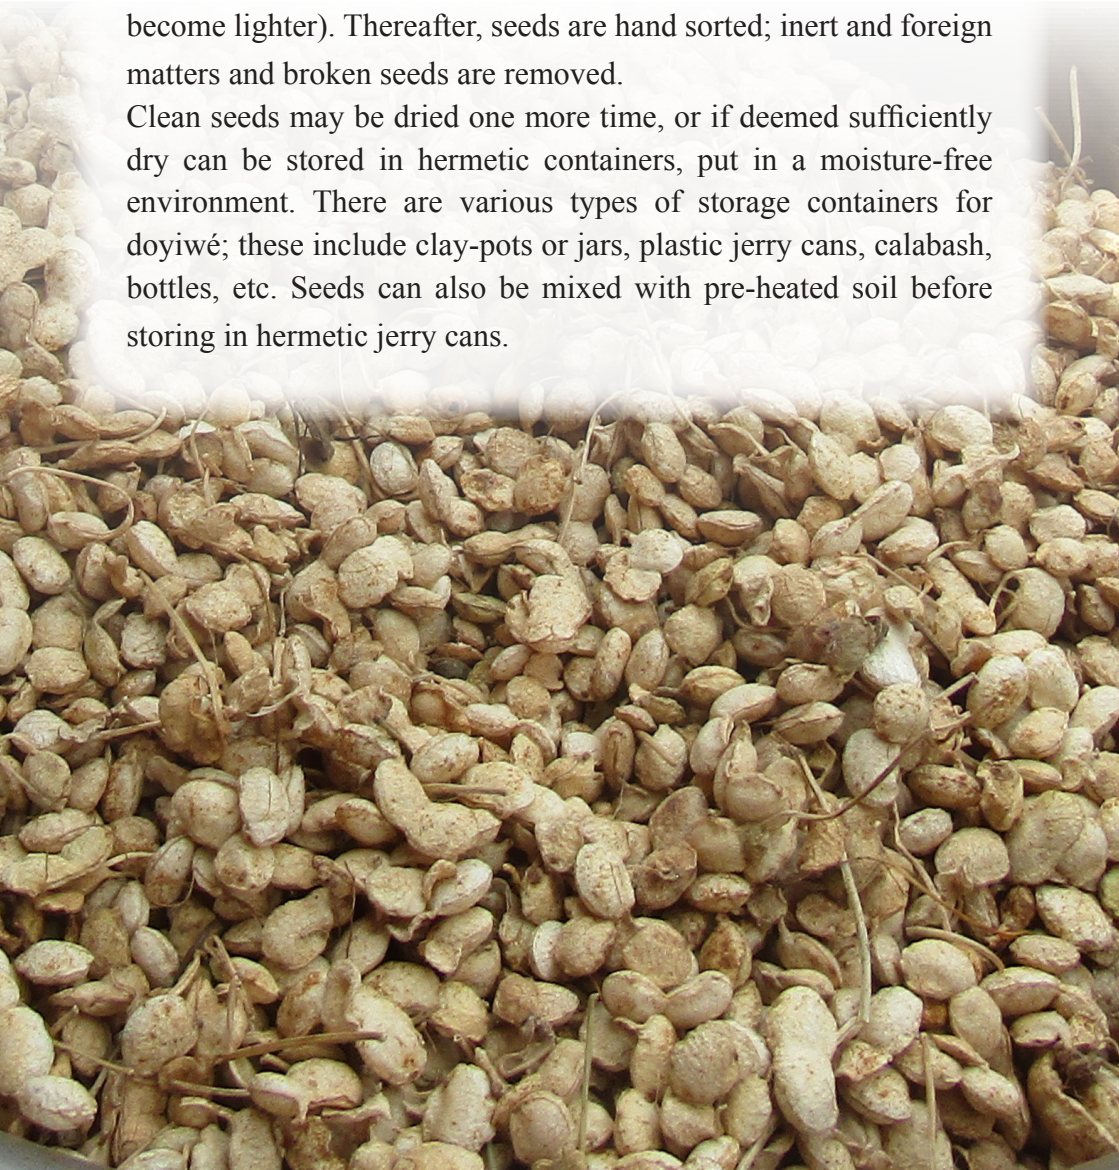 become lighter). Thereafter, seeds are hand sorted; inert and foreign
matters and broken seeds are removed.
Clean seeds may be dried one more time, or if deemed sufficiently
dry can be stored in hermetic containers, put in a moisture-free
environment. There are various types of storage containers for
doyiwé; these include clay-pots or jars, plastic jerry cans, calabash,
bottles, etc. Seeds can also be mixed with pre-heated soil before
storing in hermetic jerry cans.